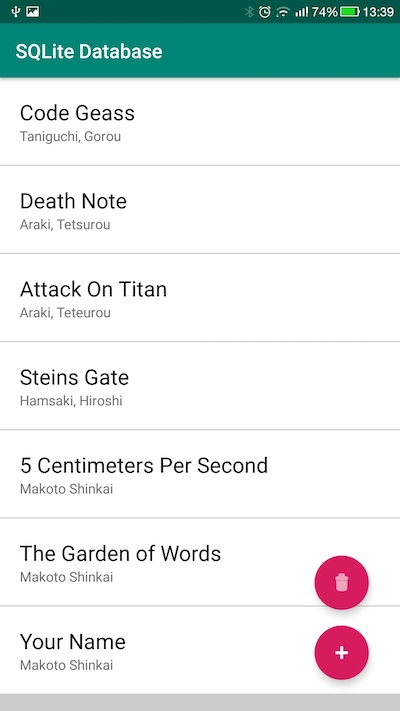 74% 13:39
SQLite Database
Code Geass
Taniguchi, Gorou
Death Note
Araki, Tetsurou
Attack On Titan
Araki, Teteurou
Steins Gate
Hamsaki, Hiroshi
5 Centimeters Per Second
Makoto Shinkai
The Garden of Words
Makoto Shinkai
Your Name
Makoto Shinkai